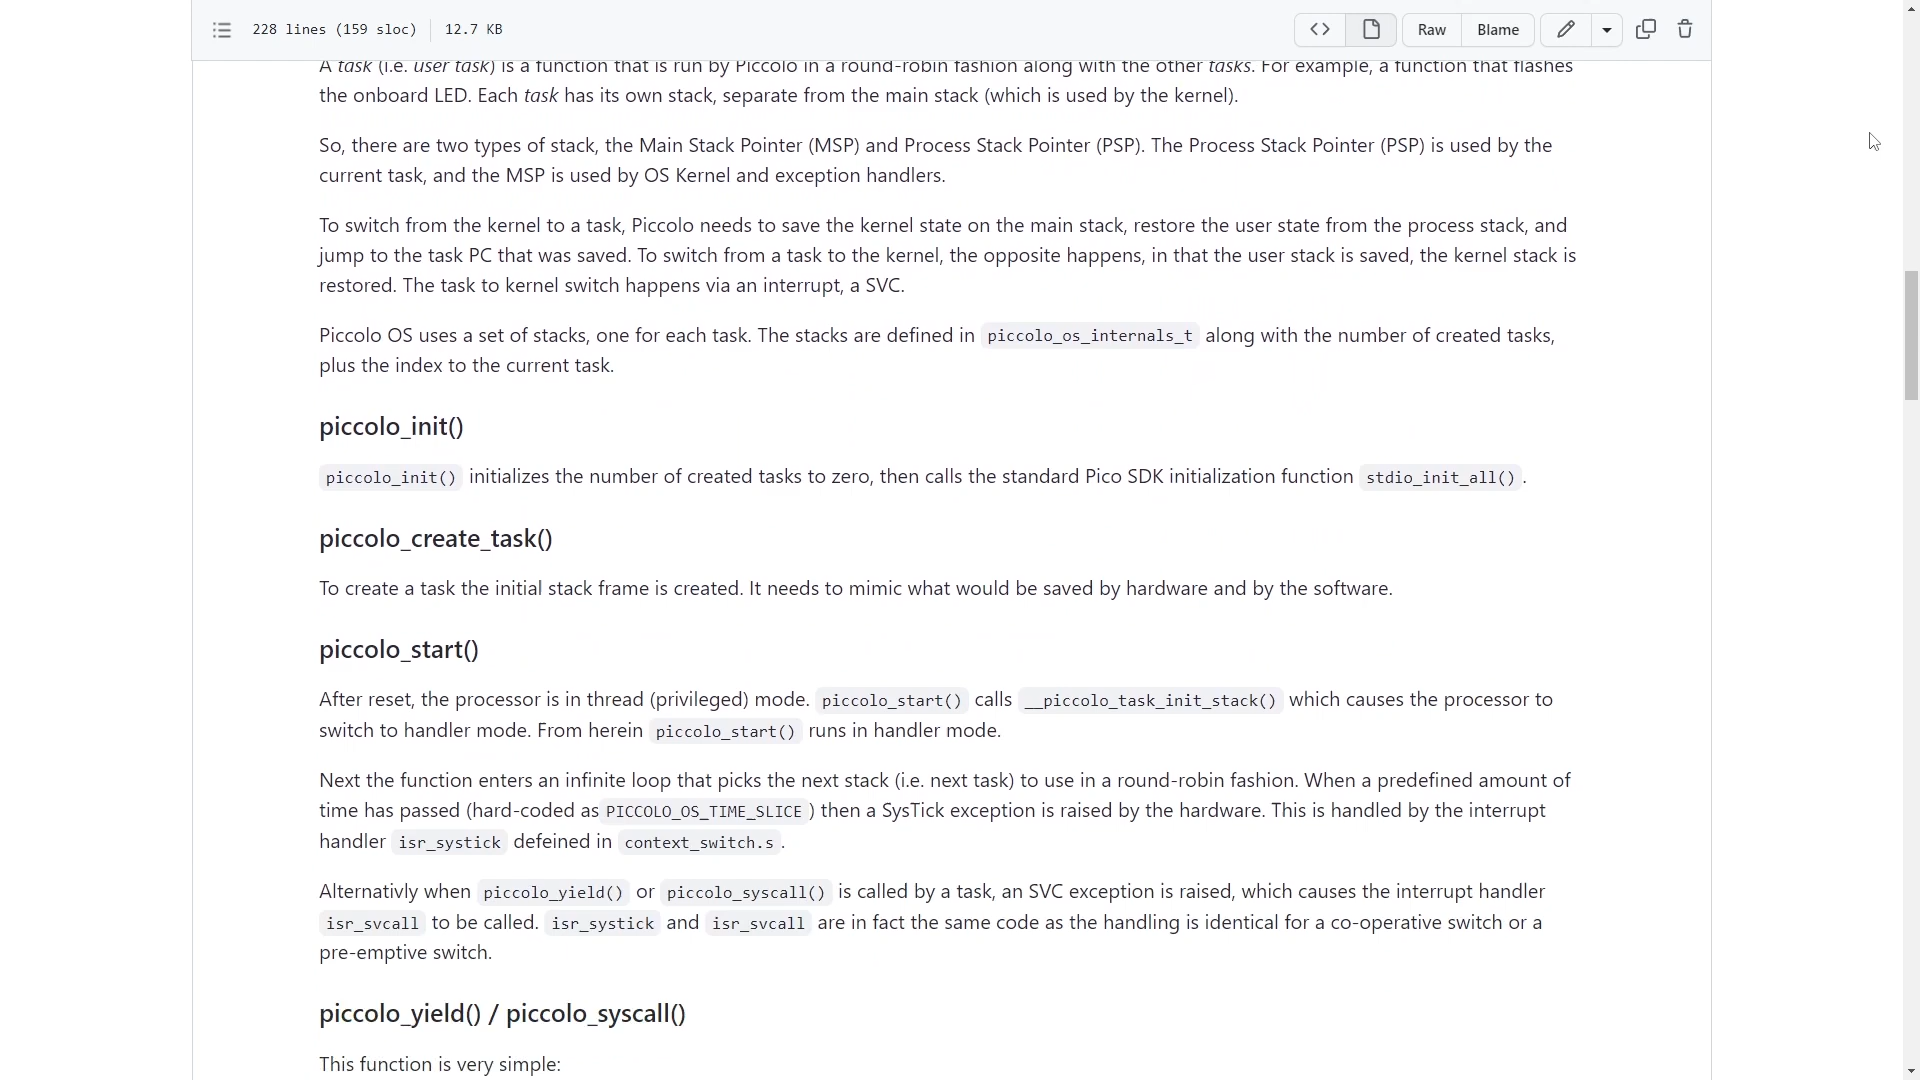 228 lines (159 sloc) 12.7 KB Raw Blame
A task (i.e. user task) is a function that is run by Piccolo in a round-robin fashion along with the other tasks. For example, a function that flashes
the onboard LED. Each task has its own stack, separate from the main stack (which is used by the kernel).
So, there are two types of stack, the Main Stack Pointer (MSP) and Process Stack Pointer (PSP). The Process Stack Pointer (PSP) is used by the
current task, and the MSP is used by OS Kernel and exception handlers.
To switch from the kernel to a task, Piccolo needs to save the kernel state on the main stack, restore the user state from the process stack, and
jump to the task PC that was saved. To switch from a task to the kernel, the opposite happens, in that the user stack is saved, the kernel stack is
restored. The task to kernel switch happens via an interrupt, a SVC.
Piccolo OS uses a set of stacks, one for each task. The stacks are defined in piccolo_os_internals_t along with the number of created tasks,
plus the index to the current task.
piccolo_init()
piccolo_init() initializes the number of created tasks to zero, then calls the standard Pico SDK initialization function stdio_init_all().
piccolo_create_task()
To create a task the initial stack frame is created. It needs to mimic what would be saved by hardware and by the software.
piccolo_start()
After reset, the processor is in thread (privileged) mode. piccolo_start() calls __piccolo_task_init_stack() which causes the processor to
switch to handler mode. From herein piccolo_start() runs in handler mode.
Next the function enters an infinite loop that picks the next stack (i.e. next task) to use in a round-robin fashion. When a predefined amount of
time has passed (hard-coded as PICCOLO_OS_TIME_SLICE ) then a SysTick exception is raised by the hardware. This is handled by the interrupt
handler isr_systick defeined in context_switch.s.
Alternativly when piccolo_yield() or piccolo_syscall() is called by a task, an SVC exception is raised, which causes the interrupt handler
isr_svcall to be called. isr_systick and isr_svcall are in fact the same code as the handling is identical for a co-operative switch or a
pre-emptive switch.
piccolo_yield() / piccolo_syscall()
This function is very simple: